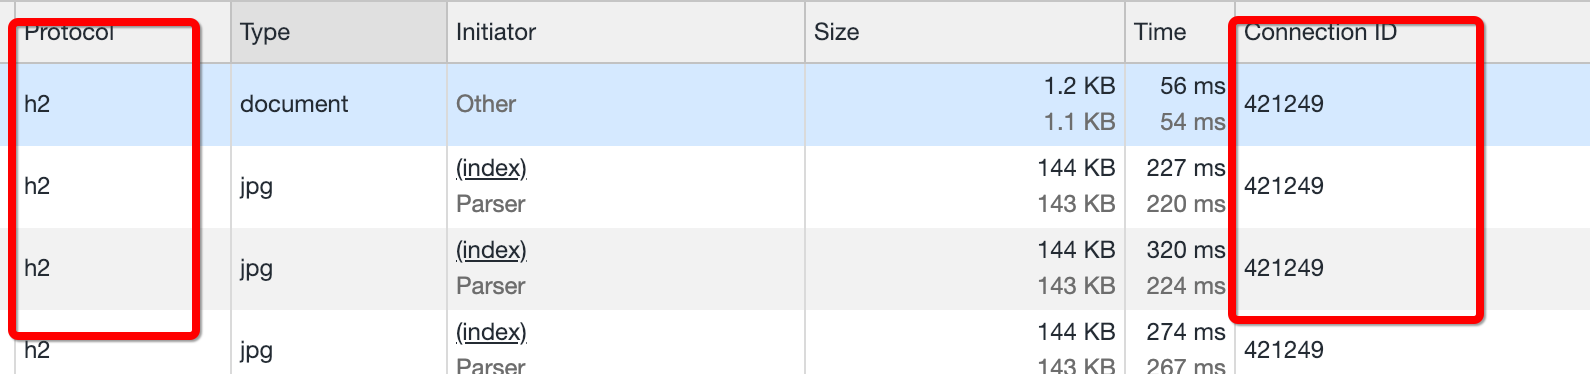 Protocol Type Initiator Size Time Connection ID
h2 document Other 1.2 KB 56 ms 421249
1.1 KB 54 ms
h2 jpg (index) 144 KB 227 ms 421249
Parser 143 KB 220 ms
h2 jpg (index) 144 KB 320 ms 421249
Parser 143 KB 224 ms
h2 jpg (index) 144 KB 274 ms 421249
Parser 143 KB 267 ms